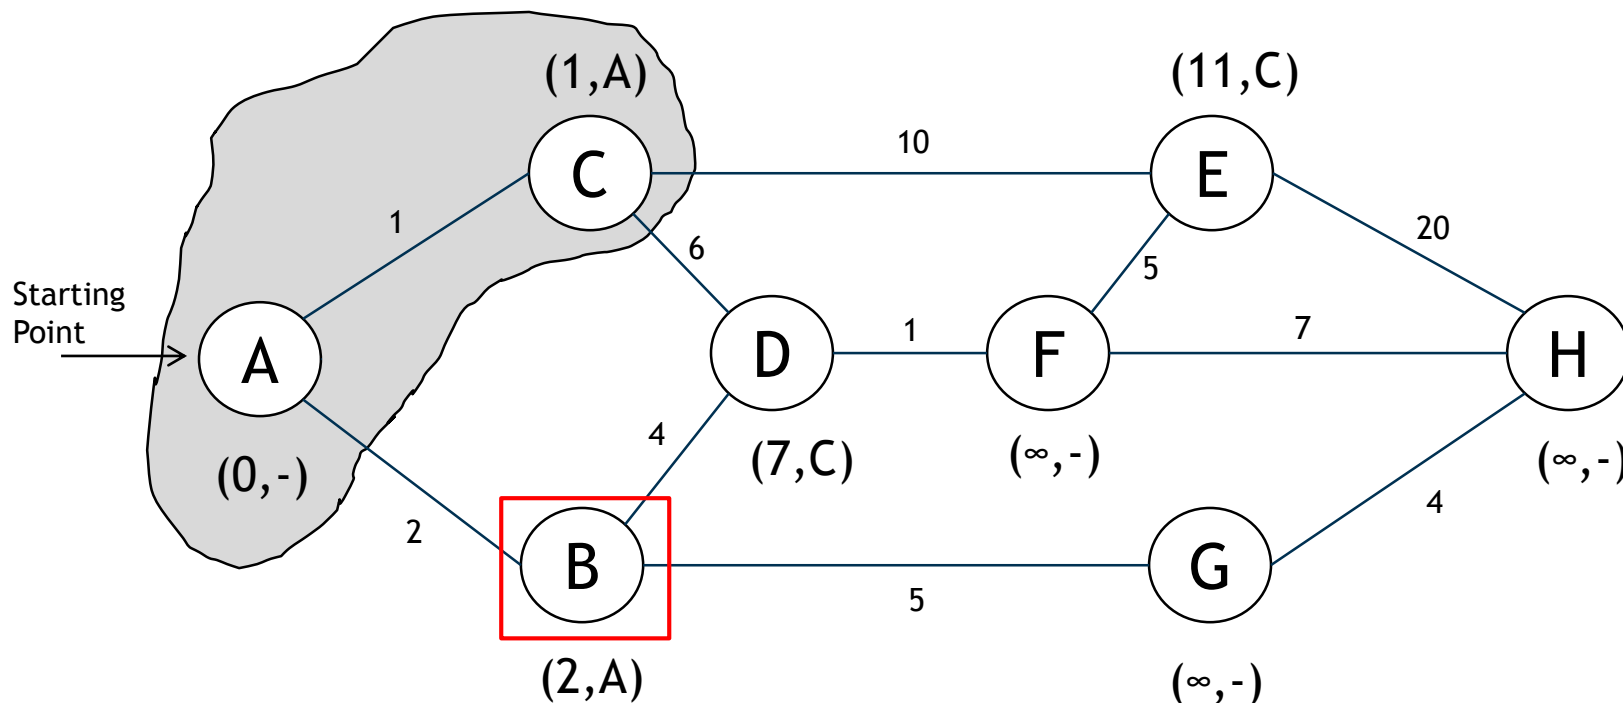 (1,A)
(11,C)
10
C
E
1
20
6
5
Starting
Point
1
7
A
D
F
H
4
(0,-)
(7,C)
(∞,-)
(∞,-)
2
4
B
G
5
(2,A)
(∞,-)